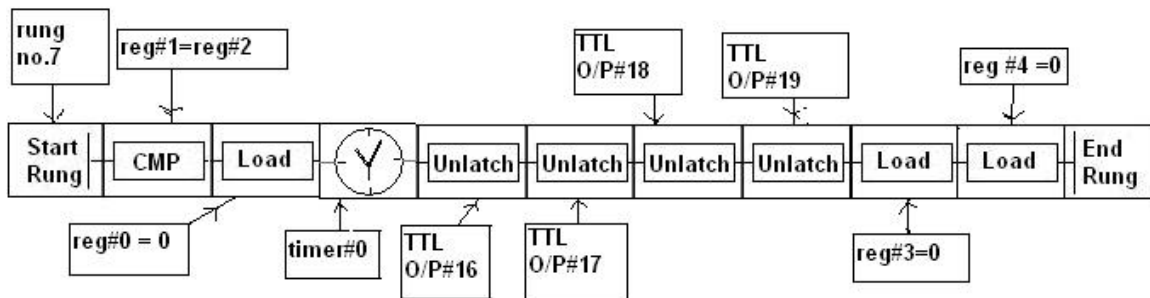 rung
no.7
reg#1=reg#2
TTL
O/P#18
TTL
O/P#19
reg #4 =0
Start
Rung
CMP
Load
Unlatch
Unlatch
Unlatch
Unlatch
Load
Load
End
Rung
reg#0 = 0
timer#0
TTL
O/P#16
TTL
O/P#17
reg#3=0